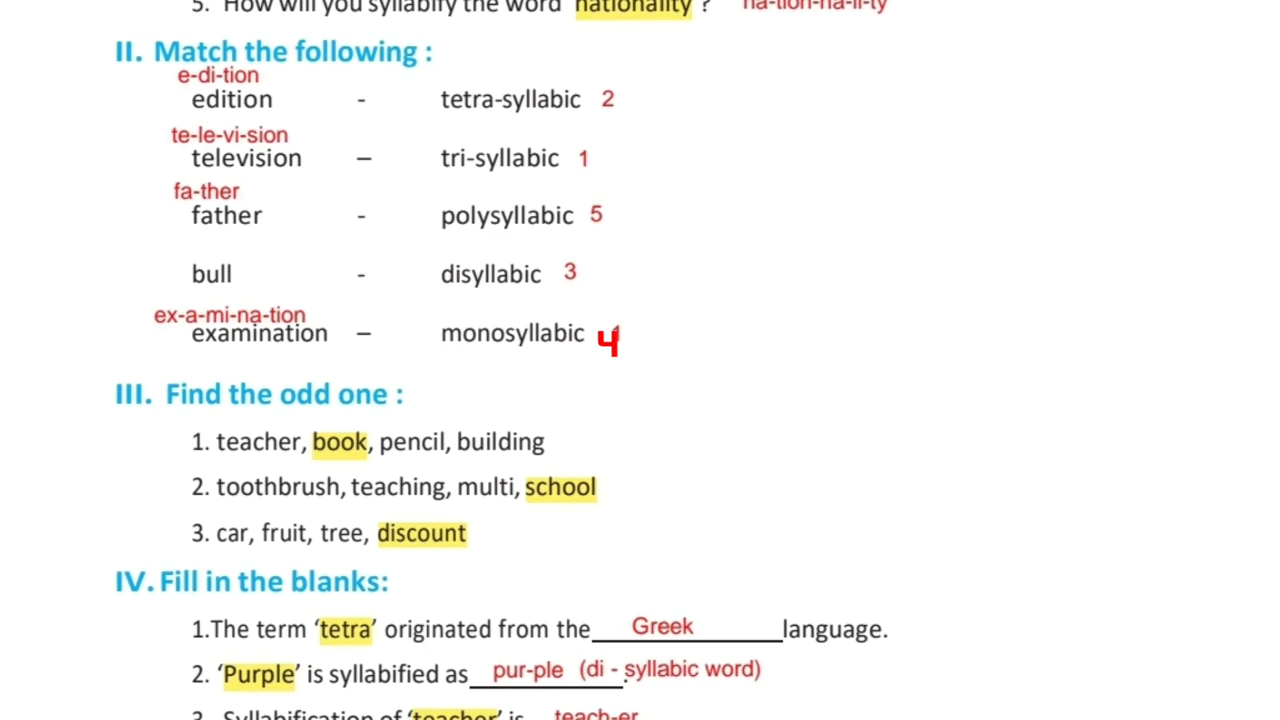 5. How will you syllabify the word 'nationality' ? na-tion-na-li-ty
II. Match the following :
e-di-tion
edition - tetra-syllabic 2
te-le-vi-sion
television – tri-syllabic 1
fa-ther
father - polysyllabic 5
bull - disyllabic 3
ex-a-mi-na-tion
examination – monosyllabic 4
III. Find the odd one :
1. teacher, book, pencil, building
2. toothbrush, teaching, multi, school
3. car, fruit, tree, discount
IV. Fill in the blanks:
1.The term ‘tetra’ originated from the Greek language.
2. ‘Purple’ is syllabified as pur-ple (di - syllabic word).
3. Syllabification of ‘teacher’ is teach-er